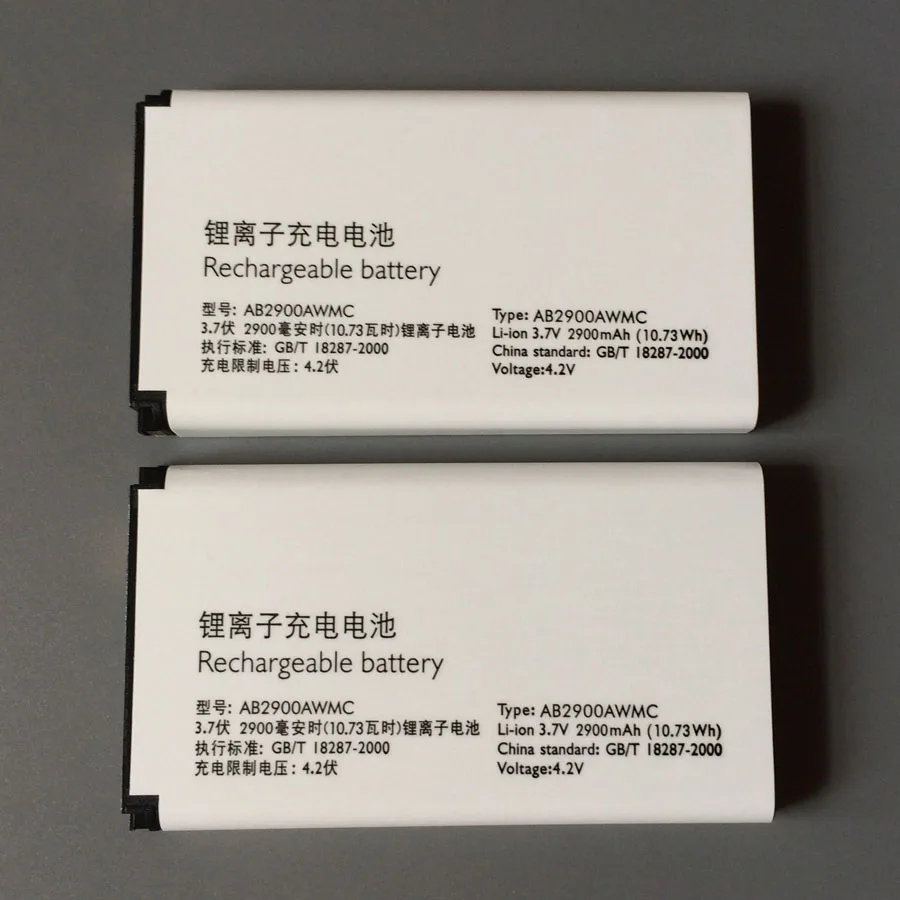 锂离子充电电池
Rechargeable battery
型号: AB2900AWMC
3.7伏 2900毫安时(10.73瓦时)锂离子电池
执行标准: GB/T 18287-2000
充电限制电压: 4.2伏
Type: AB2900AWMC
Li-ion 3.7V 2900mAh (10.73Wh)
China standard: GB/T 18287-2000
Voltage:4.2V
锂离子充电电池
Rechargeable battery
型号: AB2900AWMC
3.7伏 2900毫安时(10.73瓦时)锂离子电池
执行标准: GB/T 18287-2000
充电限制电压: 4.2伏
Type: AB2900AWMC
Li-ion 3.7V 2900mAh (10.73Wh)
China standard: GB/T 18287-2000
Voltage:4.2V